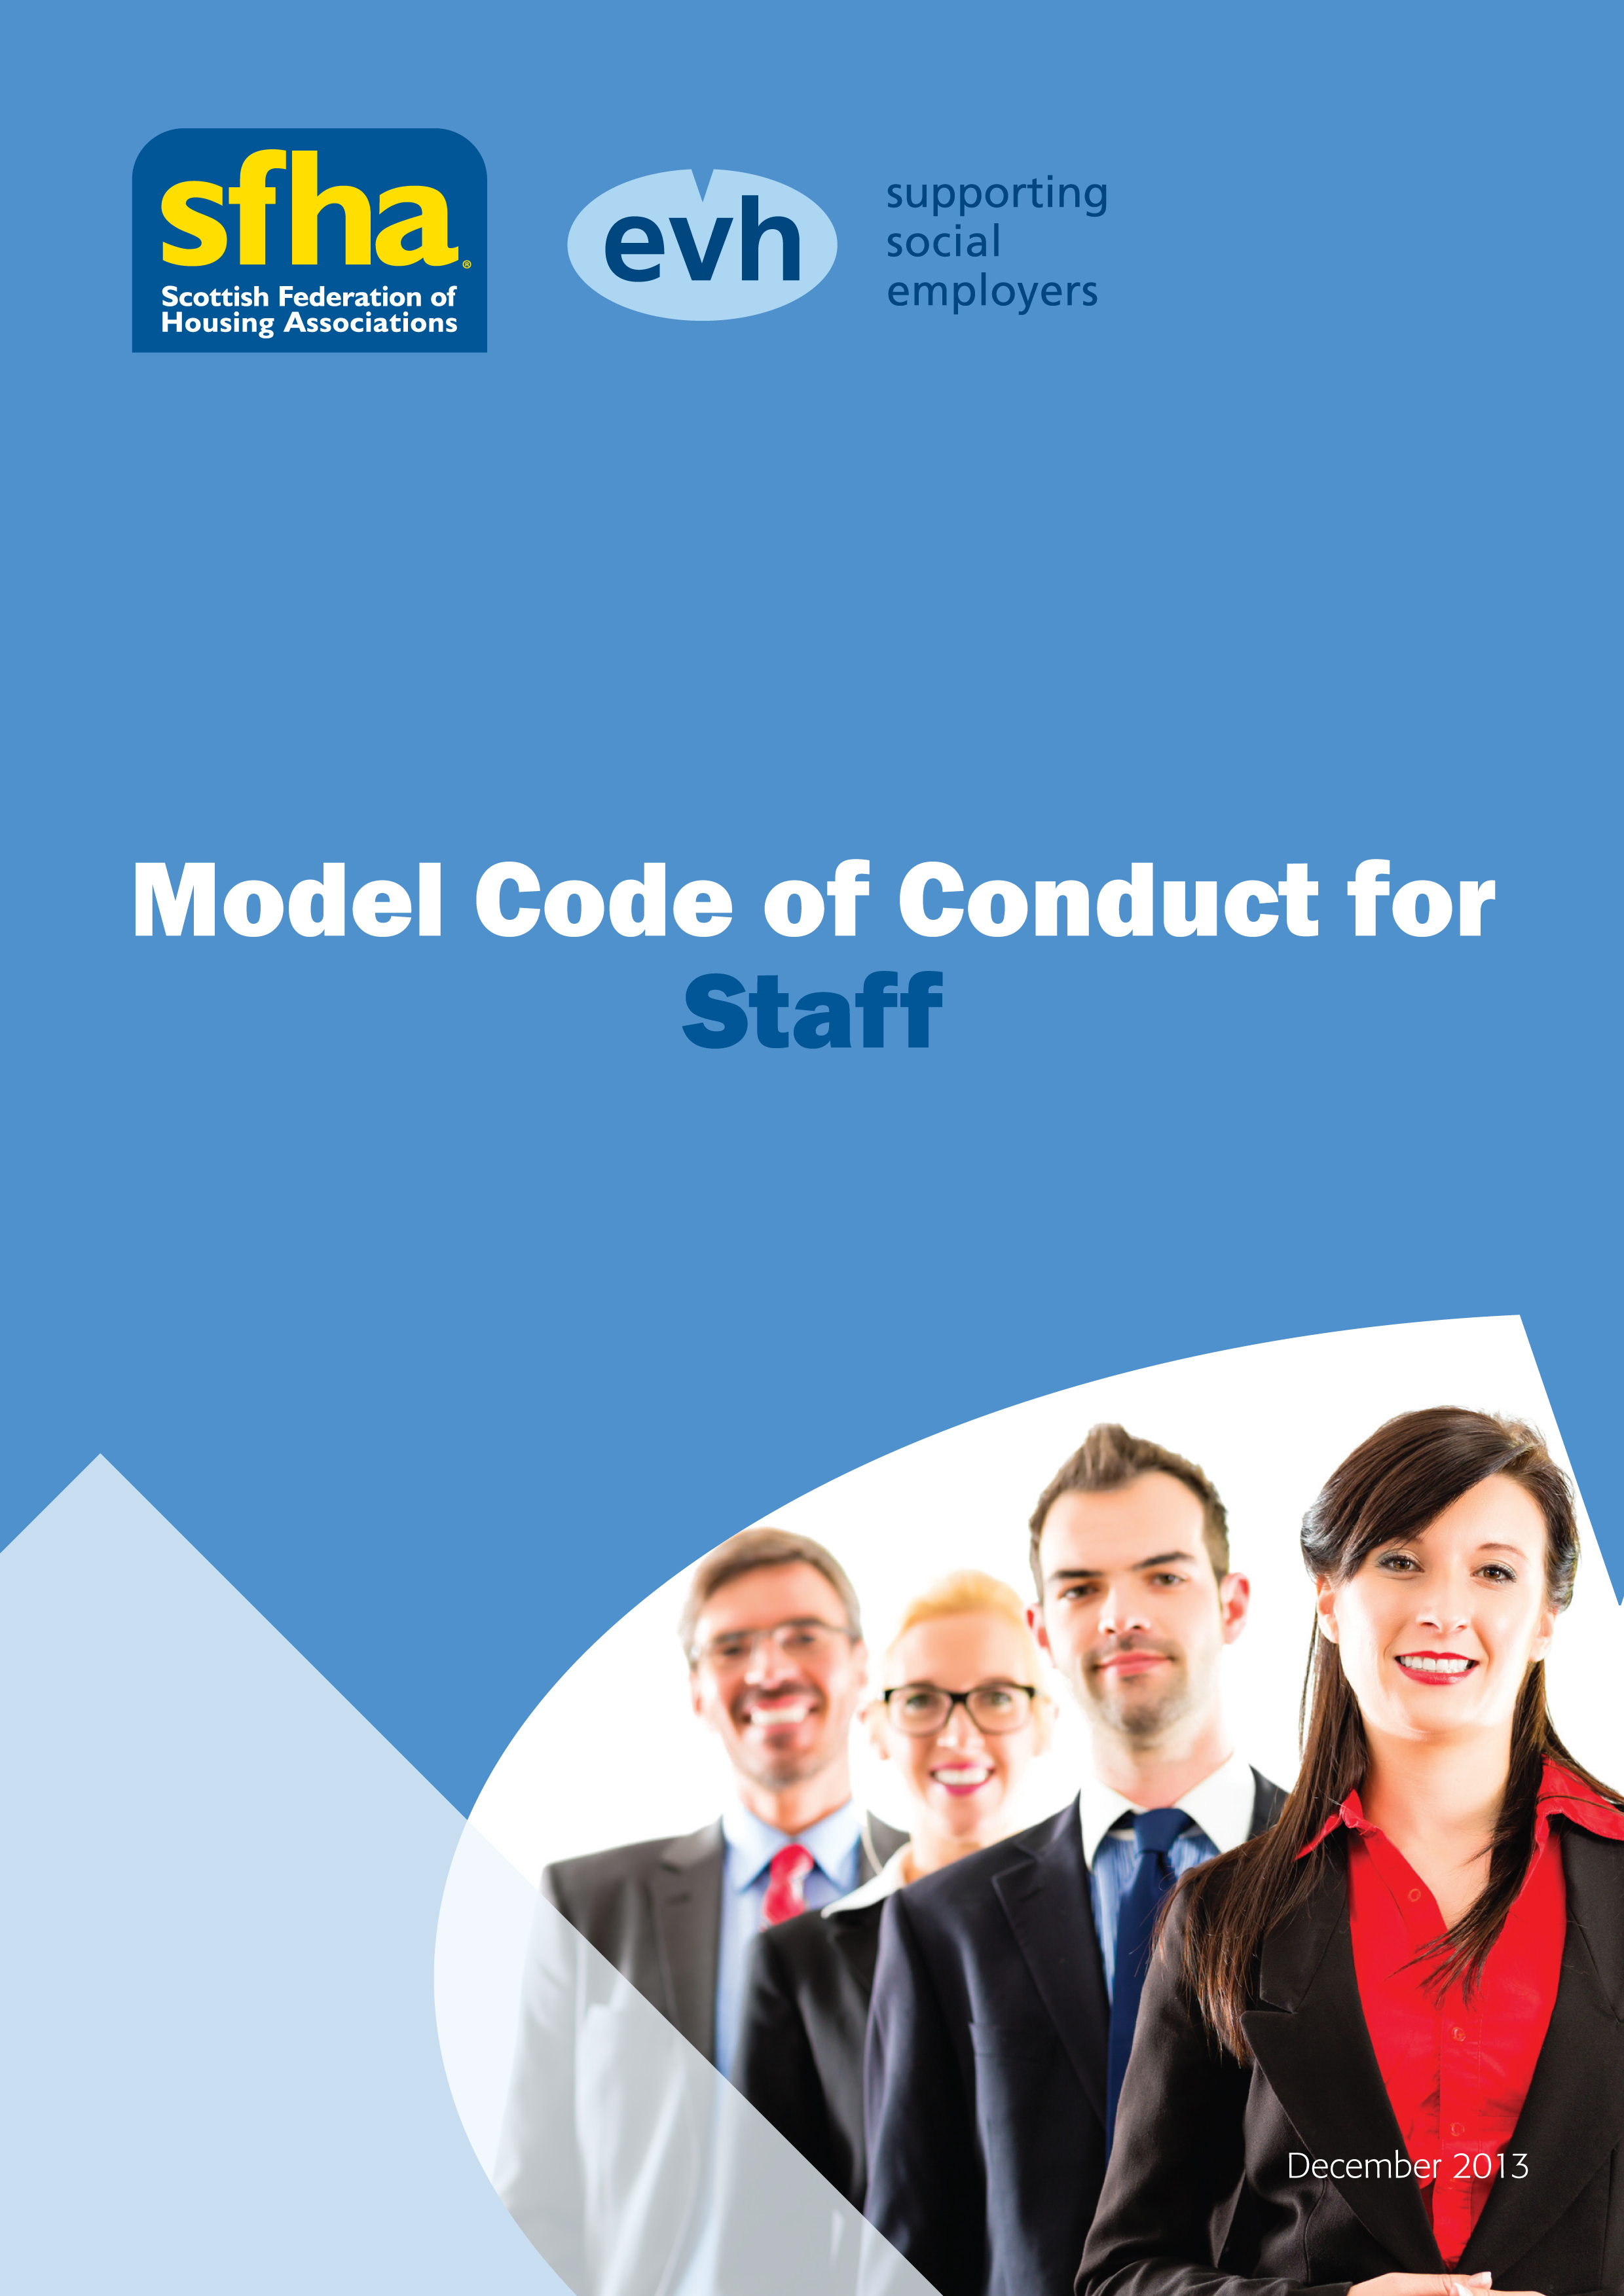 sfha®
Scottish Federation of
Housing Associations
evh
supporting
social
employers
Model Code of Conduct for
Staff
December 2013